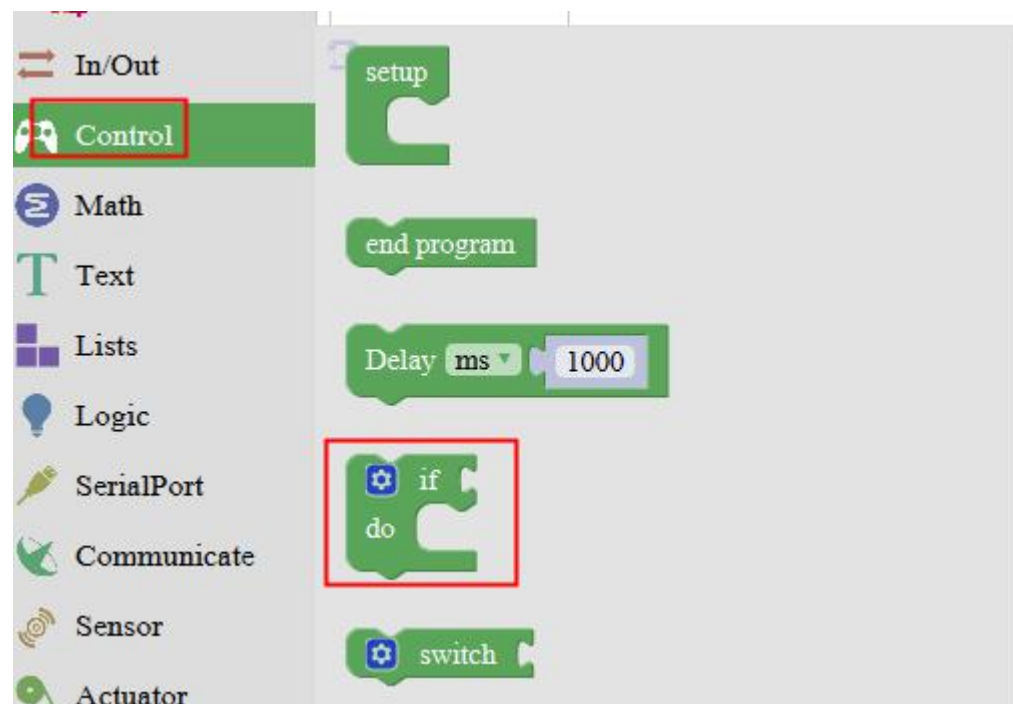 In/Out
Control
Math
Text
Lists
Logic
SerialPort
Communicate
Sensor
Actuator
setup
end program
Delay ms 1000
if
do
switch